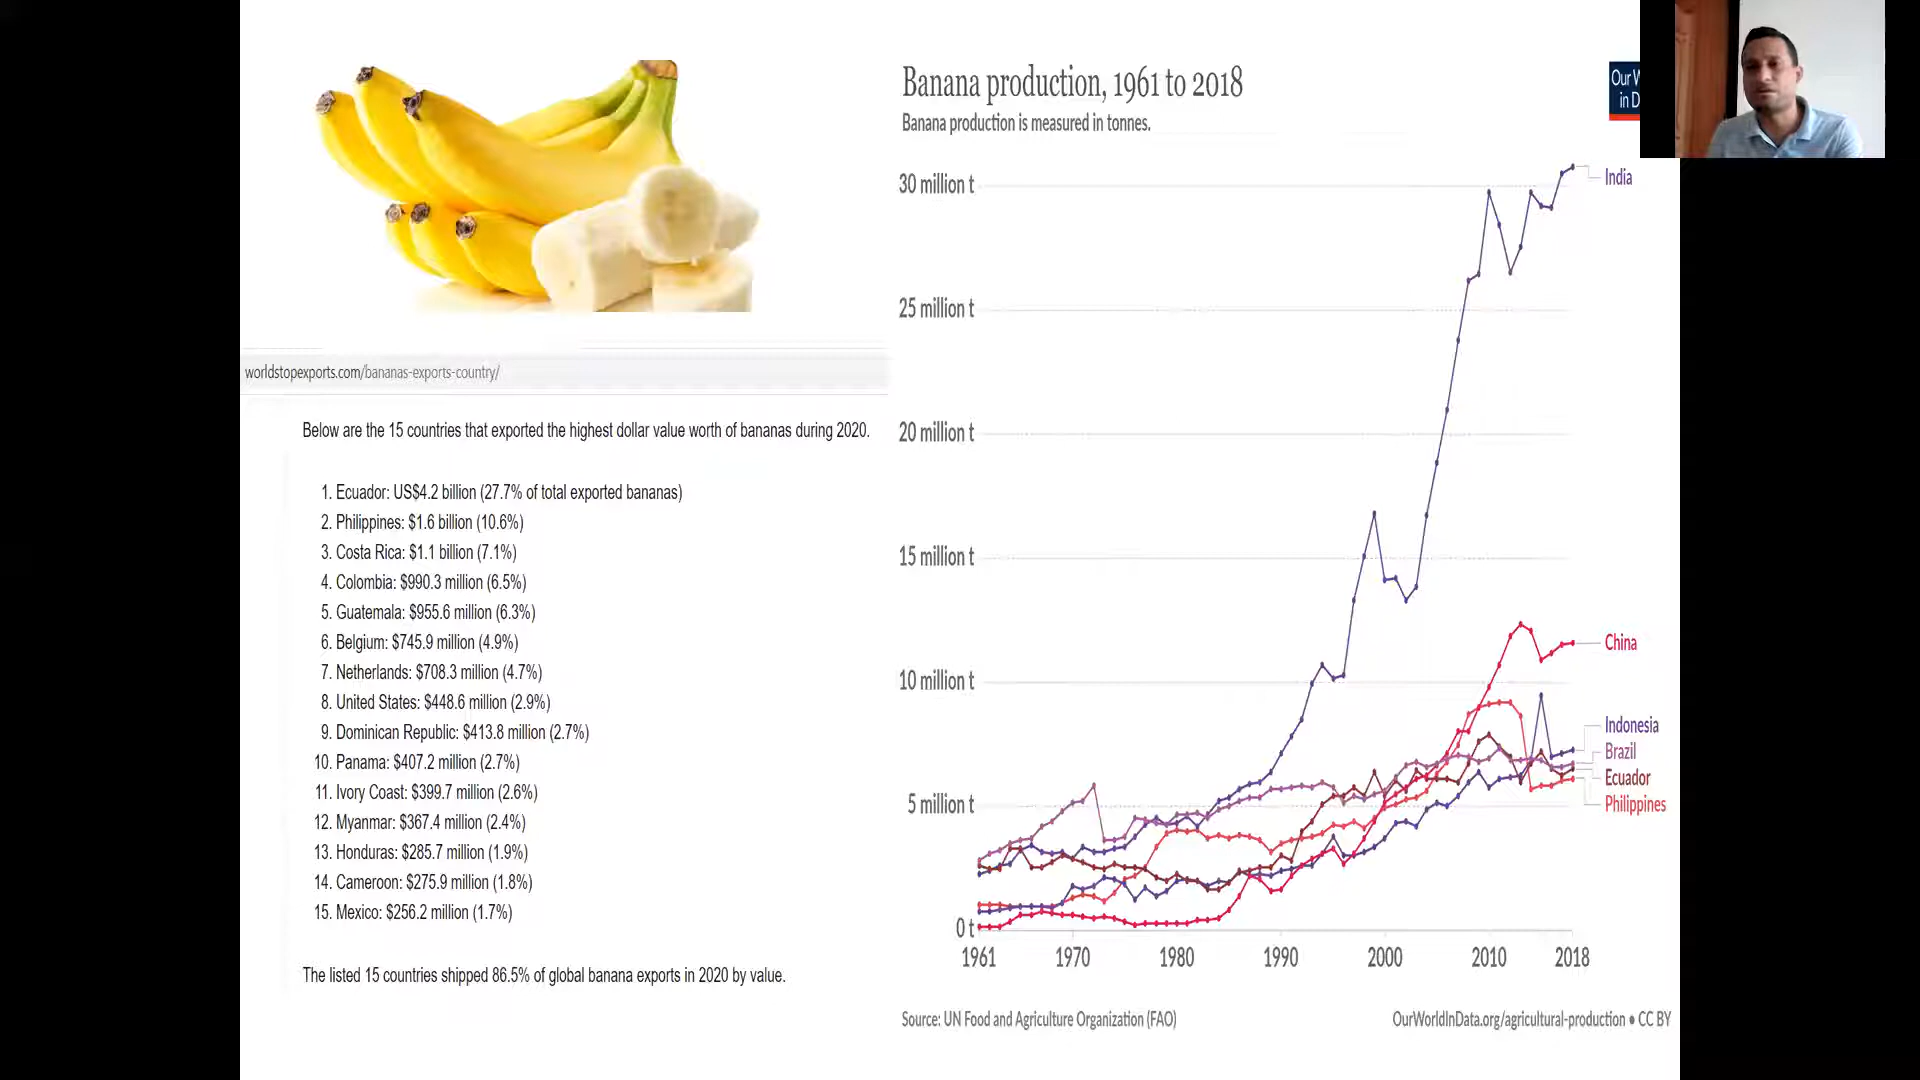 worldstopexports.com/bananas-exports-country/
Below are the 15 countries that exported the highest dollar value worth of bananas during 2020.
1. Ecuador: US$4.2 billion (27.7% of total exported bananas)
2. Philippines: $1.6 billion (10.6%)
3. Costa Rica: $1.1 billion (7.1%)
4. Colombia: $990.3 million (6.5%)
5. Guatemala: $955.6 million (6.3%)
6. Belgium: $745.9 million (4.9%)
7. Netherlands: $708.3 million (4.7%)
8. United States: $448.6 million (2.9%)
9. Dominican Republic: $413.8 million (2.7%)
10. Panama: $407.2 million (2.7%)
11. Ivory Coast: $399.7 million (2.6%)
12. Myanmar: $367.4 million (2.4%)
13. Honduras: $285.7 million (1.9%)
14. Cameroon: $275.9 million (1.8%)
15. Mexico: $256.2 million (1.7%)
The listed 15 countries shipped 86.5% of global banana exports in 2020 by value.
Banana production, 1961 to 2018
Banana production is measured in tonnes.
Our W
in D
30 million t
25 million t
20 million t
15 million t
10 million t
5 million t
0 t
1961 1970 1980 1990 2000 2010 2018
India
China
Indonesia
Brazil
Ecuador
Philippines
Source: UN Food and Agriculture Organization (FAO)
OurWorldInData.org/agricultural-production • CC BY